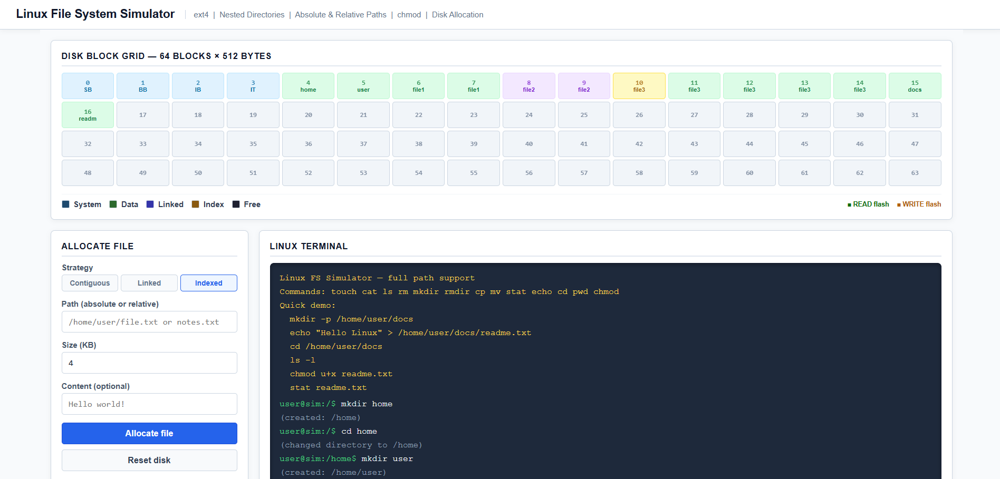 Linux File System Simulator
ext4 | Nested Directories | Absolute & Relative Paths | chmod | Disk Allocation
DISK BLOCK GRID — 64 BLOCKS × 512 BYTES
0 1 2 3 4 5 6 7 8 9 10 11 12 13 14 15
SB BB IB IT home user file1 file1 file2 file2 file3 file3 file3 file3 file3 docs
16 17 18 19 20 21 22 23 24 25 26 27 28 29 30 31
readm
32 33 34 35 36 37 38 39 40 41 42 43 44 45 46 47
48 49 50 51 52 53 54 55 56 57 58 59 60 61 62 63
System Data Linked Index Free
READ flash WRITE flash
ALLOCATE FILE
Strategy
Contiguous Linked Indexed
Path (absolute or relative)
/home/user/file.txt or notes.txt
Size (KB)
4
Content (optional)
Hello world!
Allocate file
Reset disk
LINUX TERMINAL
Linux FS Simulator — full path support
Commands: touch cat ls rm mkdir rmdir cp mv stat echo cd pwd chmod
Quick demo:
mkdir -p /home/user/docs
echo "Hello Linux" > /home/user/docs/readme.txt
cd /home/user/docs
ls -l
chmod u+x readme.txt
stat readme.txt
user@sim:/$ mkdir home
(created: /home)
user@sim:/$ cd home
(changed directory to /home)
user@sim:/home$ mkdir user
(created: /home/user)